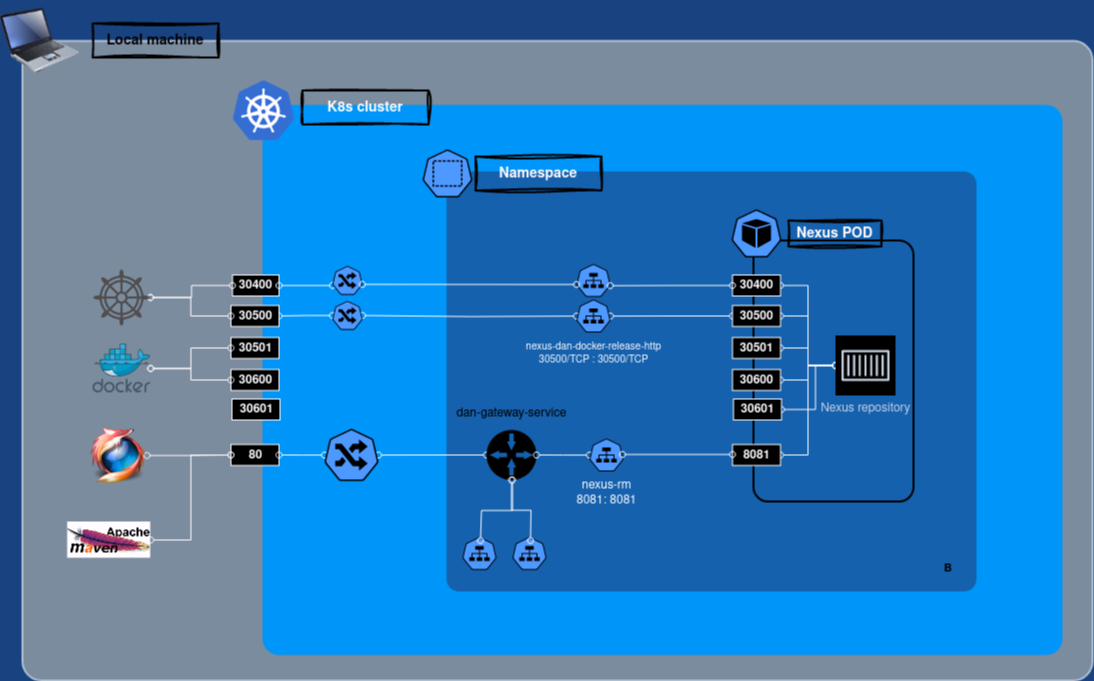 Local machine
K8s cluster
Namespace
Nexus POD
30400
30400
30500
30500
nexus-dan-docker-release-http
30500/TCP : 30500/TCP
30501
30501
docker
30600
30600
30601
30601
Nexus repository
dan-gateway-service
80
8081
nexus-rm
8081: 8081
Apache
maven
B